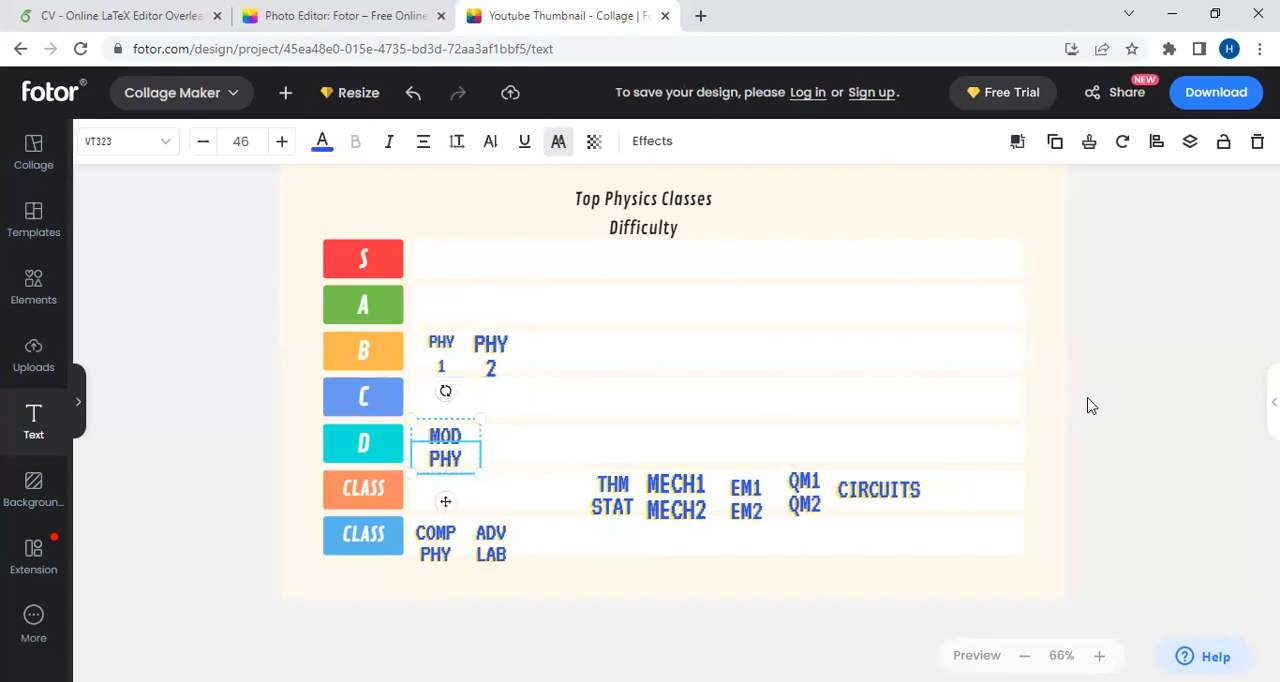 CV - Online LaTeX Editor Overlea
Photo Editor: Fotor – Free Online
Youtube Thumbnail - Collage | Fo
fotor.com/design/project/45ea48e0-015e-4735-bd3d-72aa3af1bbf5/text
H
fotor®
Collage Maker
Resize
To save your design, please Log in or Sign up.
Free Trial
Share
NEW
Download
VT323
46
A
B
I
AI
U
AA
Effects
Collage
Templates
Elements
Uploads
Text
Backgroun...
Extension
More
Top Physics Classes
Difficulty
S
A
B
PHY
1
PHY
2
C
D
MOD
PHY
CLASS
THM
STAT
MECH1
MECH2
EM1
EM2
QM1
QM2
CIRCUITS
CLASS
COMP
PHY
ADV
LAB
Preview
66%
Help